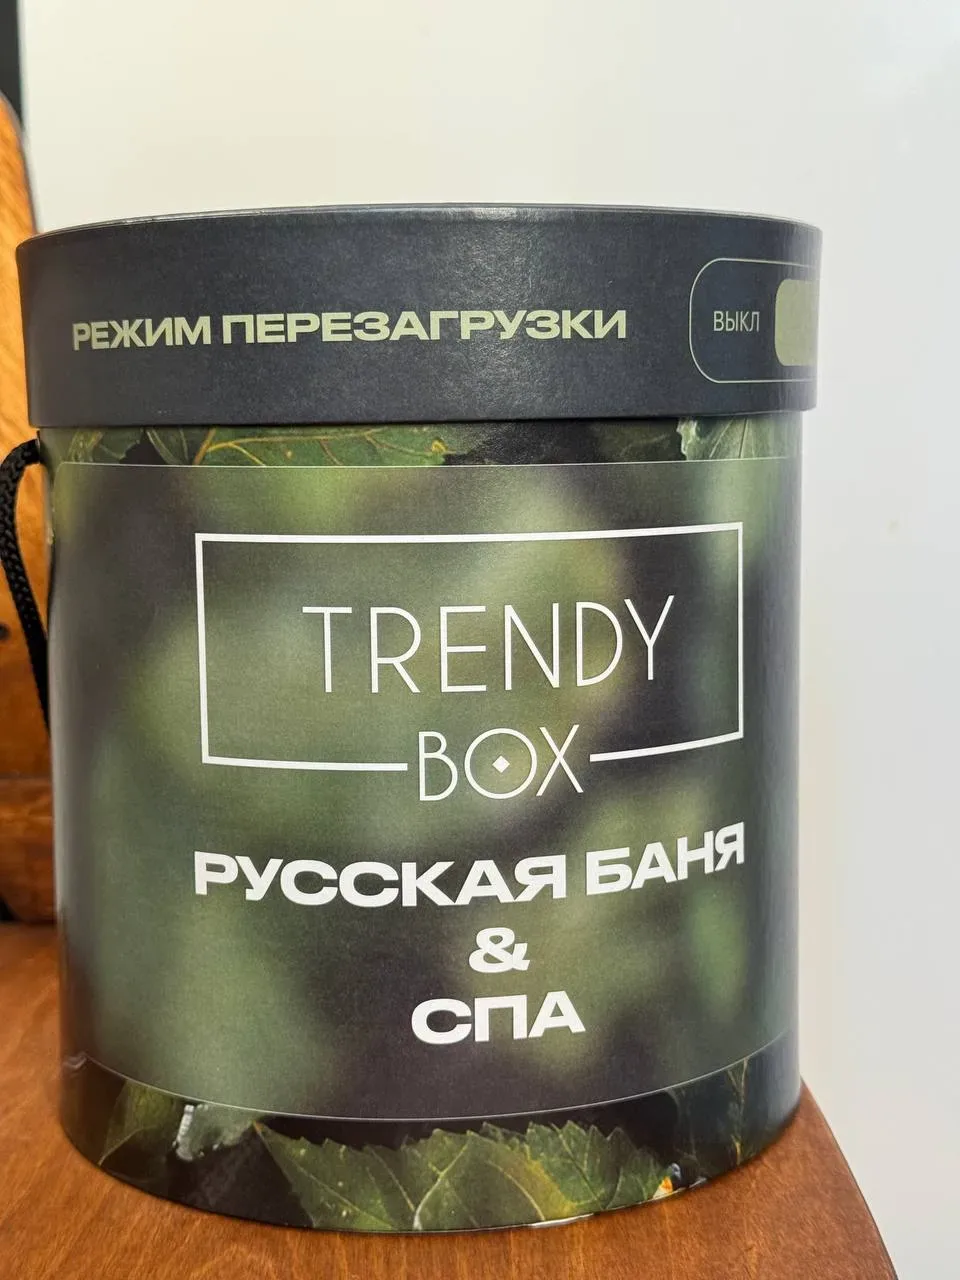 РЕЖИМ ПЕРЕЗАГРУЗКИ
ВЫКЛ
TRENDY
BOX
РУССКАЯ БАНЯ
&
СПА